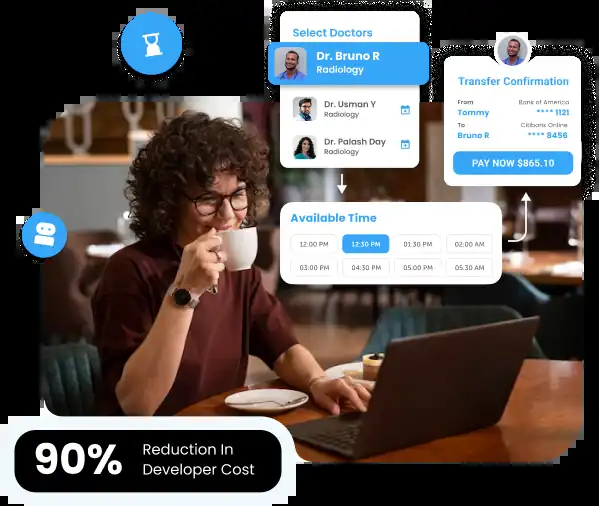 Select Doctors
Dr. Bruno R
Radiology
Dr. Usman Y
Radiology
Dr. Palash Day
Radiology
Transfer Confirmation
From
Bank of America
Tommy
**** 1121
To
Citibank Online
Bruno R
**** 8456
PAY NOW $865.10
Available Time
12:00 PM
12:30 PM
01:30 PM
02:00 AM
03:00 PM
04:30 PM
05:00 PM
05:30 AM
90%
Reduction In
Developer Cost